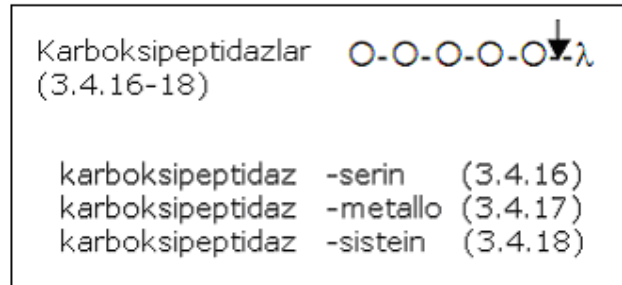 Karboksipeptidazlar O-O-O-O-O-λ
(3.4.16-18)
karboksipeptidaz -serin (3.4.16)
karboksipeptidaz -metallo (3.4.17)
karboksipeptidaz -sistein (3.4.18)